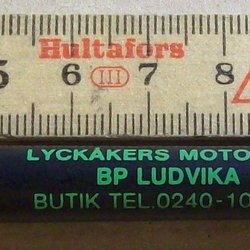 Hultafors
5 6 III 7 8
LYCKÅKERS MOTO
BP LUDVIKA
BUTIK TEL.0240-10